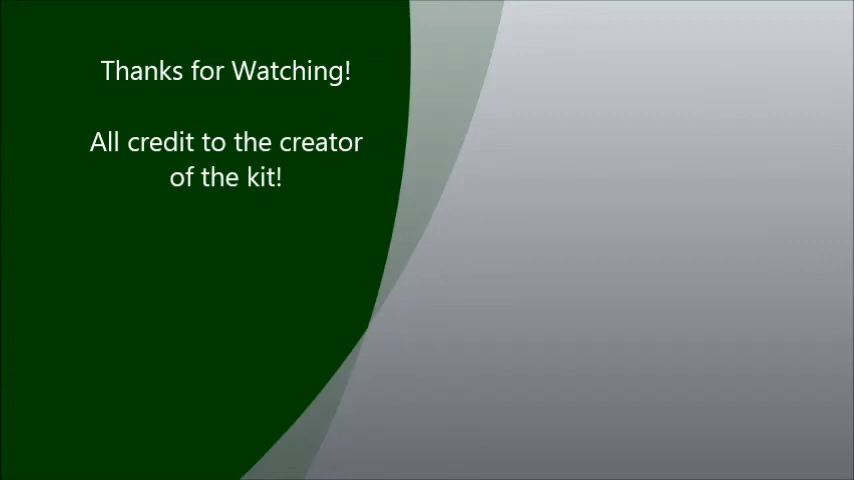 Thanks for Watching!
All credit to the creator
of the kit!